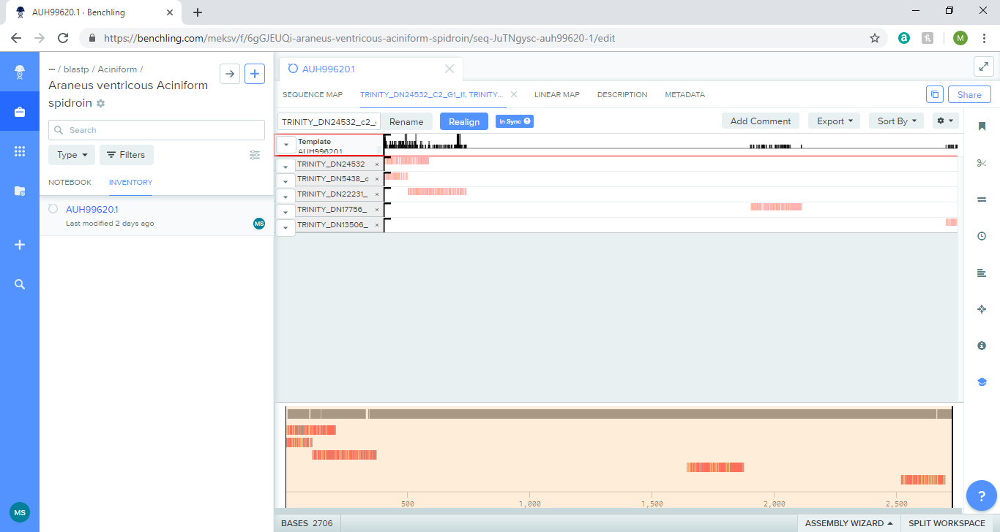 AUH99620.1 · Benchling
https://benchling.com/meksv/f/6gGJEUQi-araneus-ventricous-aciniform-spidroin/seq-JuTNgysc-auh99620-1/edit
a
M
... / blastp / Aciniform /
Araneus ventricous Aciniform
spidroin
Search
Type
Filters
NOTEBOOK
INVENTORY
AUH99620.1
Last modified 2 days ago
MS
MS
AUH99620.1
SEQUENCE MAP
TRINITY_DN24532_C2_G1_I1, TRINITY...
LINEAR MAP
DESCRIPTION
METADATA
Share
TRINITY_DN24532_c2_
Rename
Realign
In Sync ?
Add Comment
Export
Sort By
Template
AUH99620.1
TRINITY_DN24532
TRINITY_DN5438_c
TRINITY_DN22231_
TRINITY_DN17756_
TRINITY_DN13506_
500
1,000
1,500
2,000
2,500
?
BASES 2706
ASSEMBLY WIZARD
SPLIT WORKSPACE